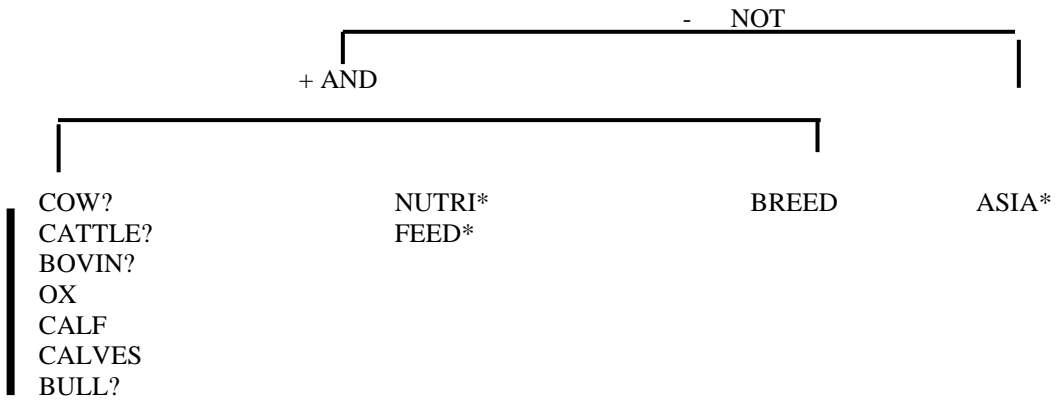 - NOT
+ AND
COW? NUTRI* BREED ASIA*
CATTLE? FEED*
BOVIN?
OX
CALF
CALVES
BULL?